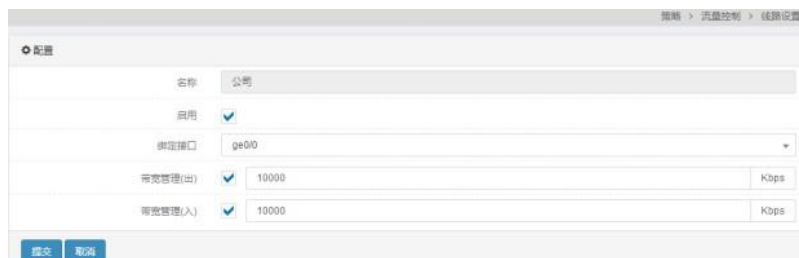 策略 > 流量控制 > 线路设置
配置
名称 公司
启用
绑定接口 ge0/0
带宽管理(出) 10000 Kbps
带宽管理(入) 10000 Kbps
提交 取消